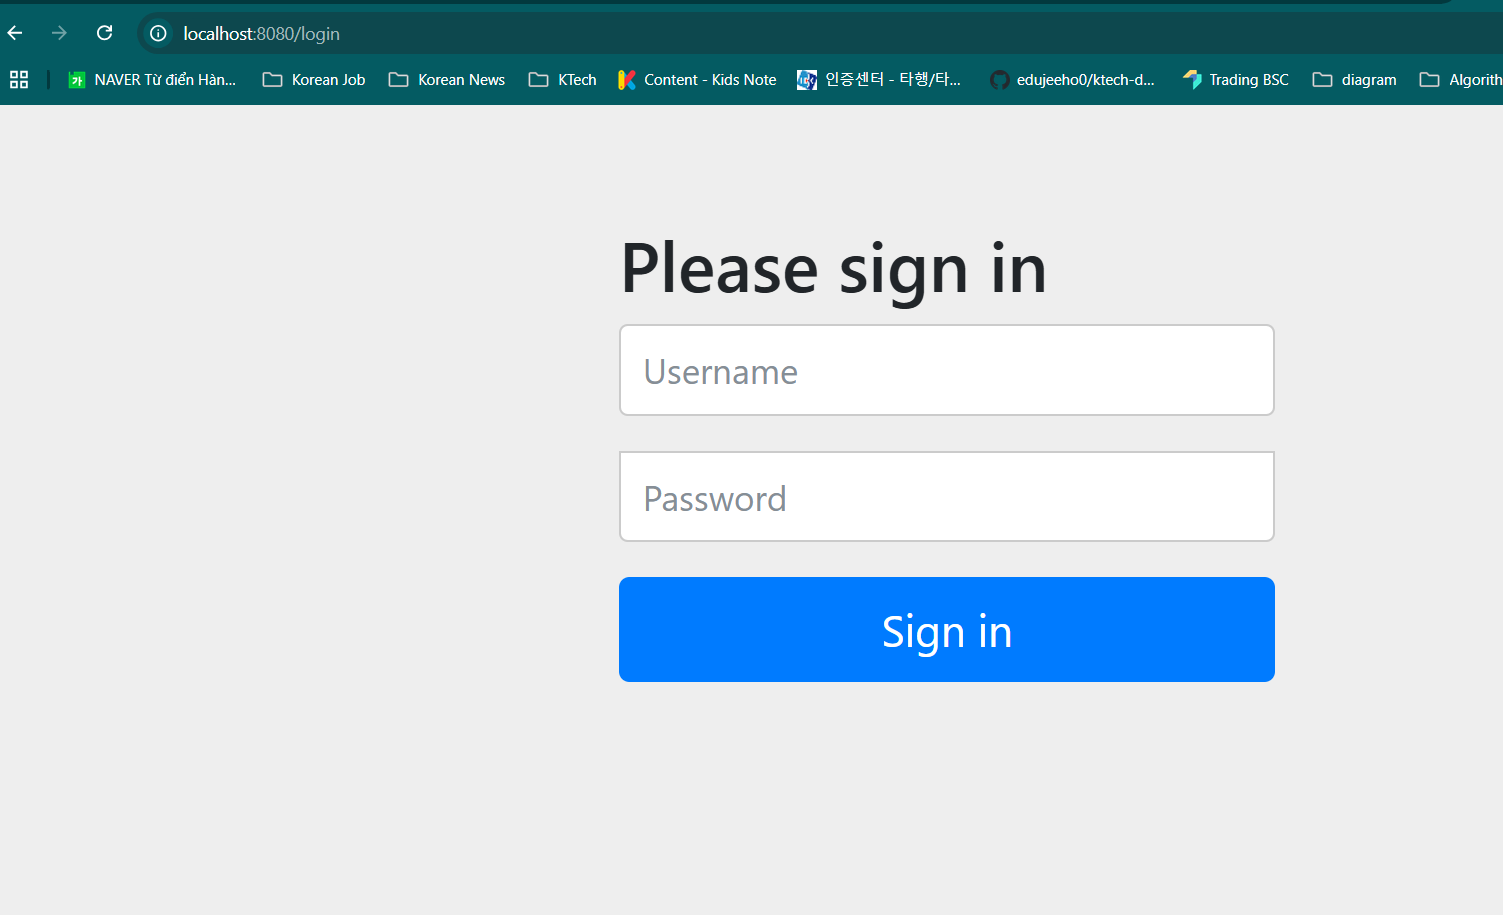 localhost:8080/login
NAVER Từ điển Hàn... Korean Job Korean News KTech Content - Kids Note 인증센터 - 타행/타... edujeeho0/ktech-d... Trading BSC diagram Algorith
Please sign in
Username
Password
Sign in